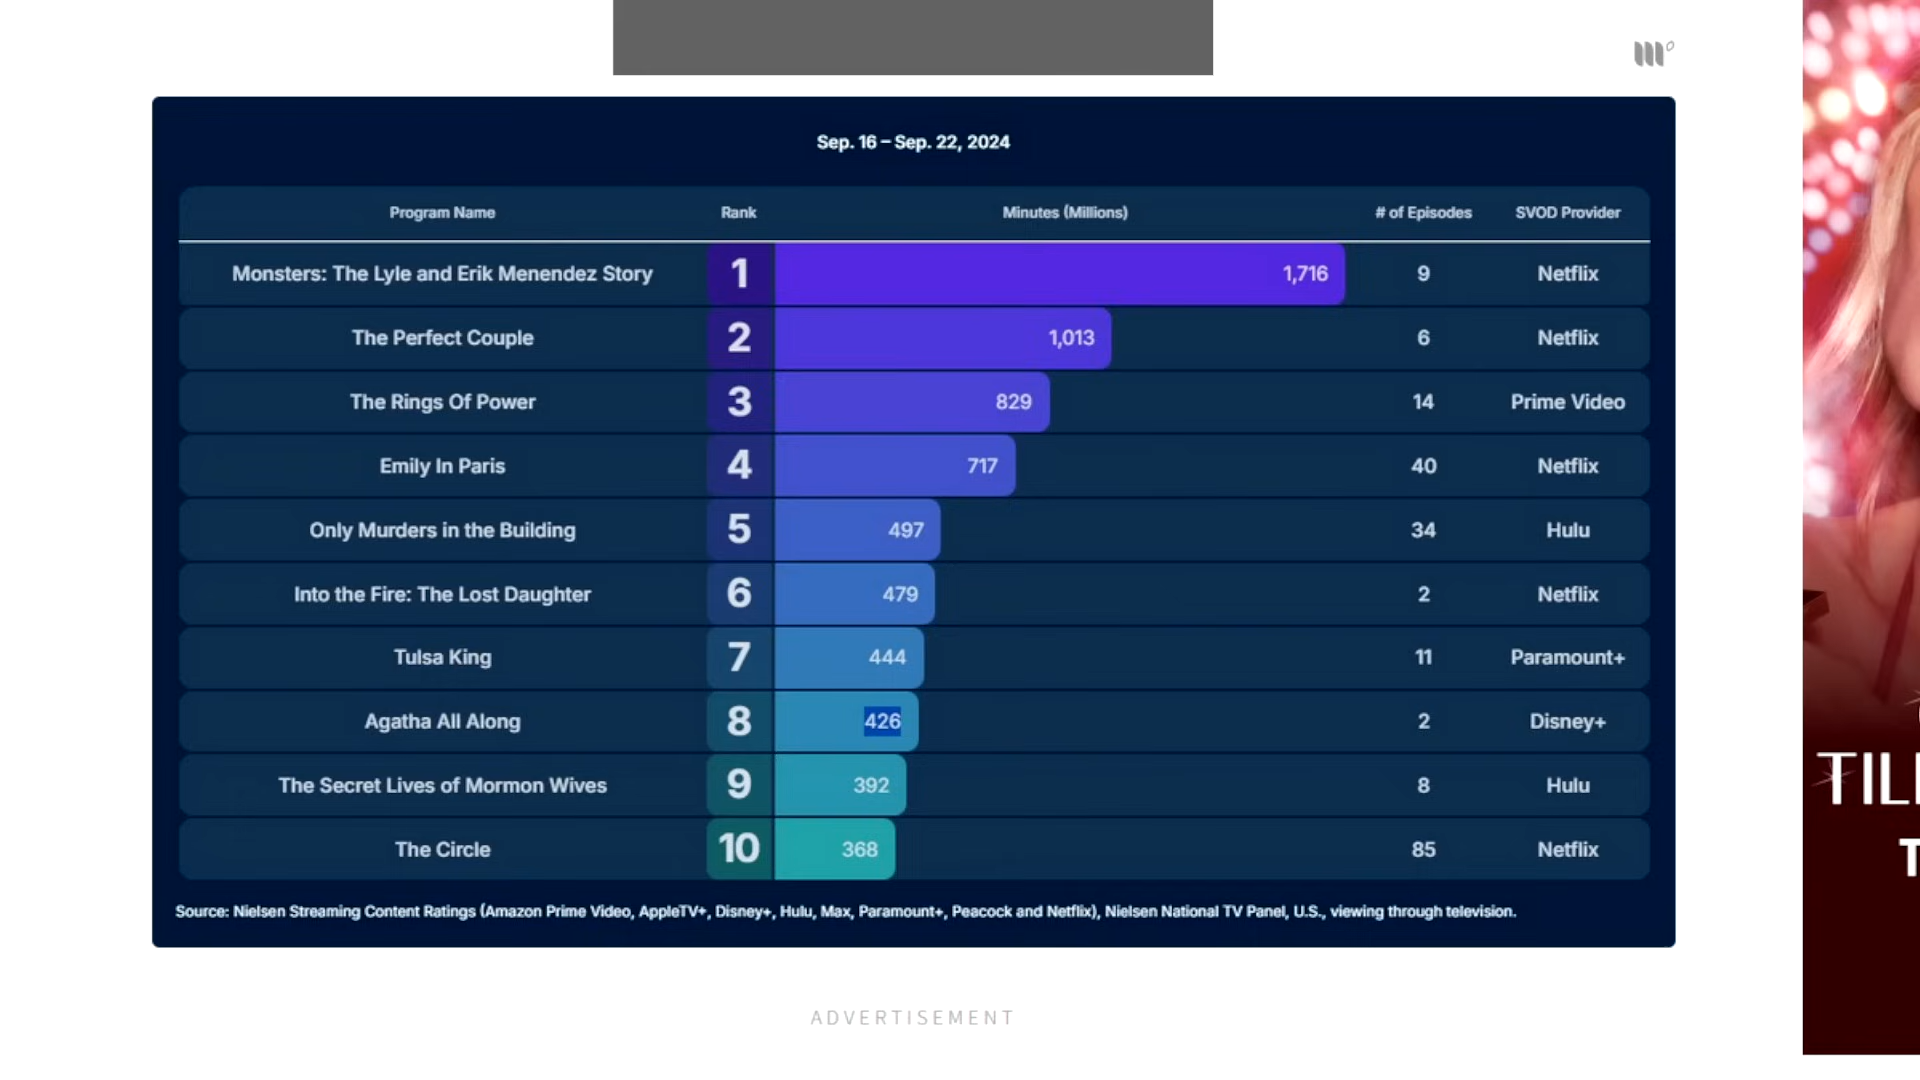 Sep. 16 – Sep. 22, 2024
Program Name Rank Minutes (Millions) # of Episodes SVOD Provider
Monsters: The Lyle and Erik Menendez Story 1 1,716 9 Netflix
The Perfect Couple 2 1,013 6 Netflix
The Rings Of Power 3 829 14 Prime Video
Emily In Paris 4 717 40 Netflix
Only Murders in the Building 5 497 34 Hulu
Into the Fire: The Lost Daughter 6 479 2 Netflix
Tulsa King 7 444 11 Paramount+
Agatha All Along 8 426 2 Disney+
The Secret Lives of Mormon Wives 9 392 8 Hulu
The Circle 10 368 85 Netflix
Source: Nielsen Streaming Content Ratings (Amazon Prime Video, AppleTV+, Disney+, Hulu, Max, Paramount+, Peacock and Netflix), Nielsen National TV Panel, U.S., viewing through television.
ADVERTISEMENT